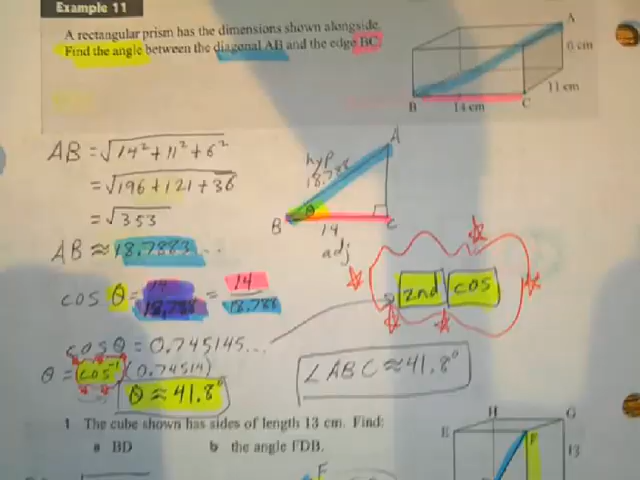 Example 11
A rectangular prism has the dimensions shown alongside.
Find the angle between the diagonal AB and the edge BC.
A
6 cm
11 cm
B
14 cm
C
AB = √14² + 11² + 6²
= √196 + 121 + 36
= √353
AB ≈ 18.7883...
A
hyp
18.788
B
θ
C
14
adj
cos θ = 14/18.788 = 14/18.788
2nd cos
cos θ = 0.745145...
θ = cos⁻¹(0.74514)
θ ≈ 41.8°
∠ABC ≈ 41.8°
1 The cube shown has sides of length 13 cm. Find:
a BD
b the angle FDB.
H
G
E
F
13
F